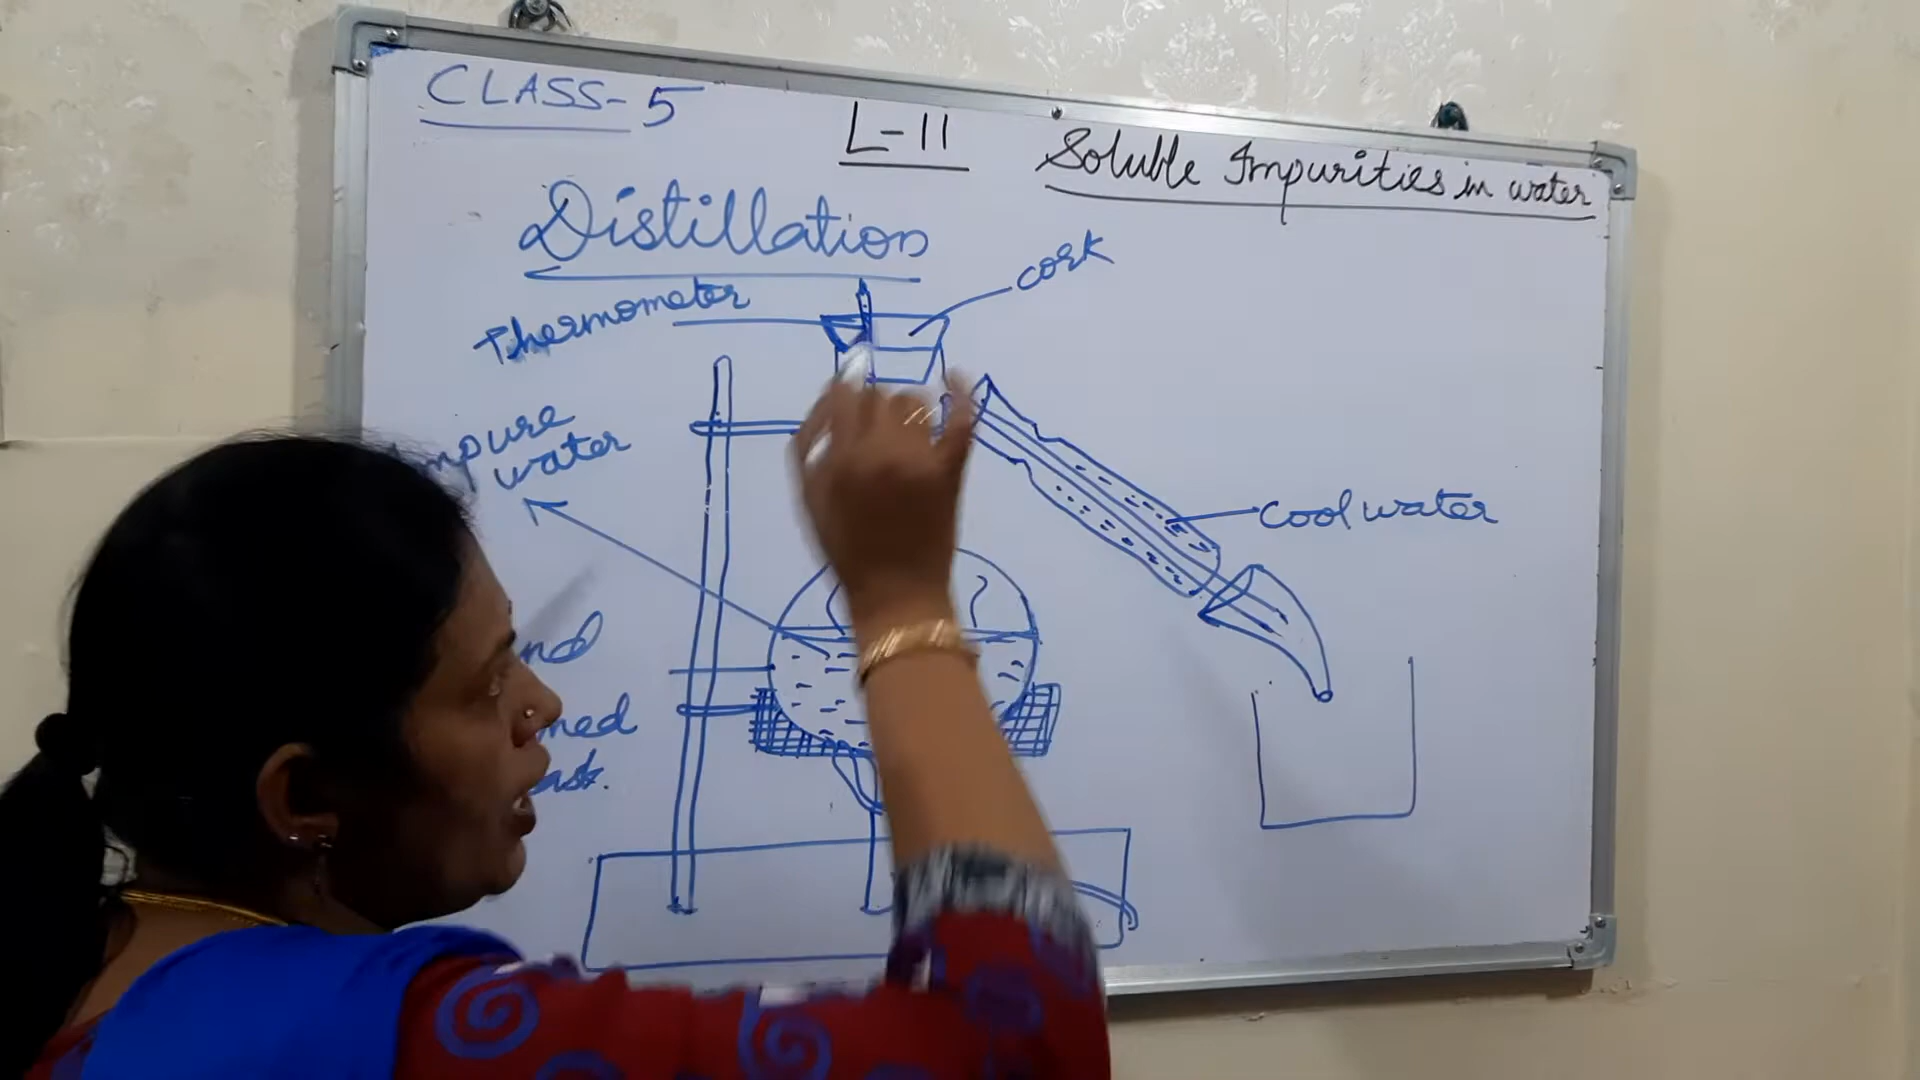 CLASS-5
L-11
Soluble Impurities in water
Distillation
cork
Thermometer
water
Cool water